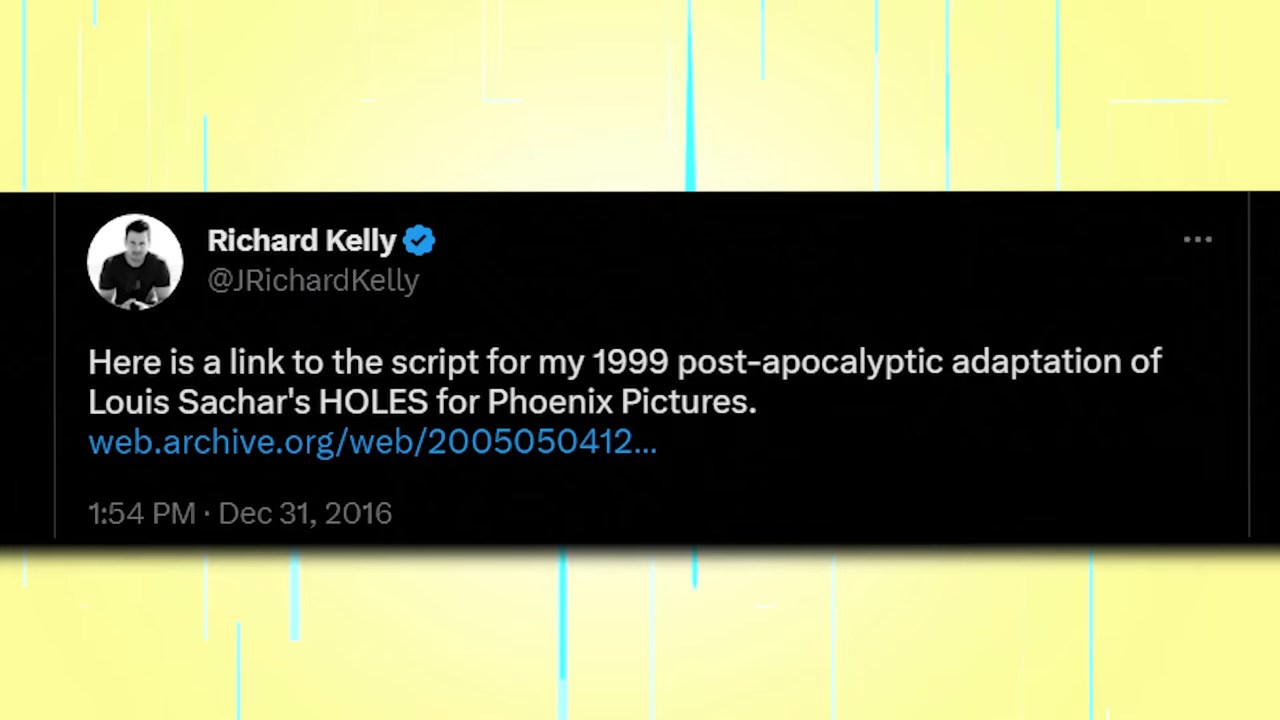 Richard Kelly
@JRichardKelly
Here is a link to the script for my 1999 post-apocalyptic adaptation of
Louis Sachar's HOLES for Phoenix Pictures.
web.archive.org/web/2005050412...
1:54 PM · Dec 31, 2016